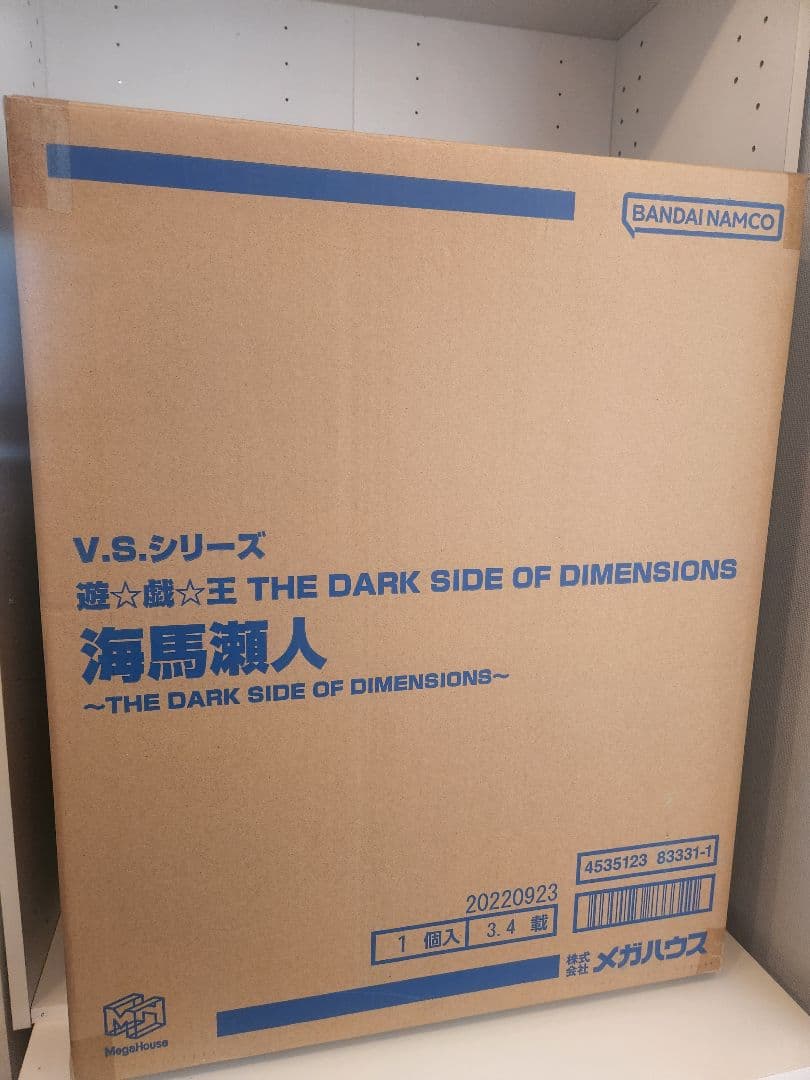 BANDAI NAMCO
V.S.シリーズ
遊☆戯☆王 THE DARK SIDE OF DIMENSIONS
海馬瀬人
~THE DARK SIDE OF DIMENSIONS~
4535123 83331-1
20220923
1 個入 3.4 載
株式会社 メガハウス
MH
MegaHouse